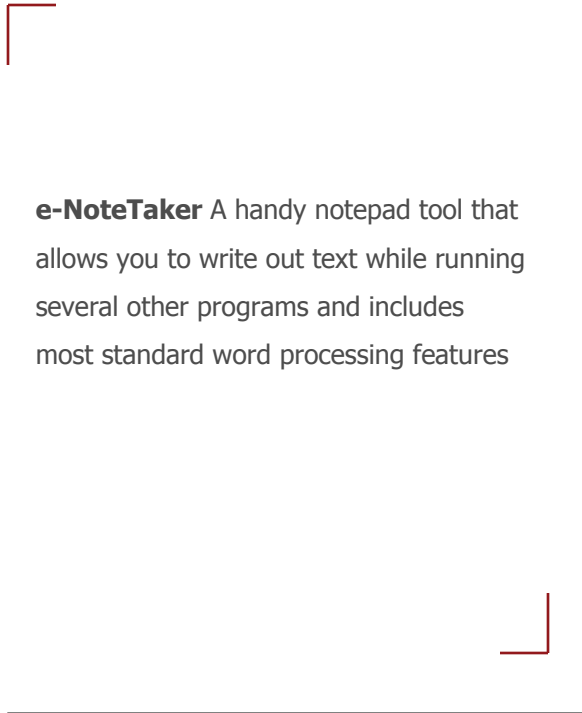 e-NoteTaker A handy notepad tool that
allows you to write out text while running
several other programs and includes
most standard word processing features